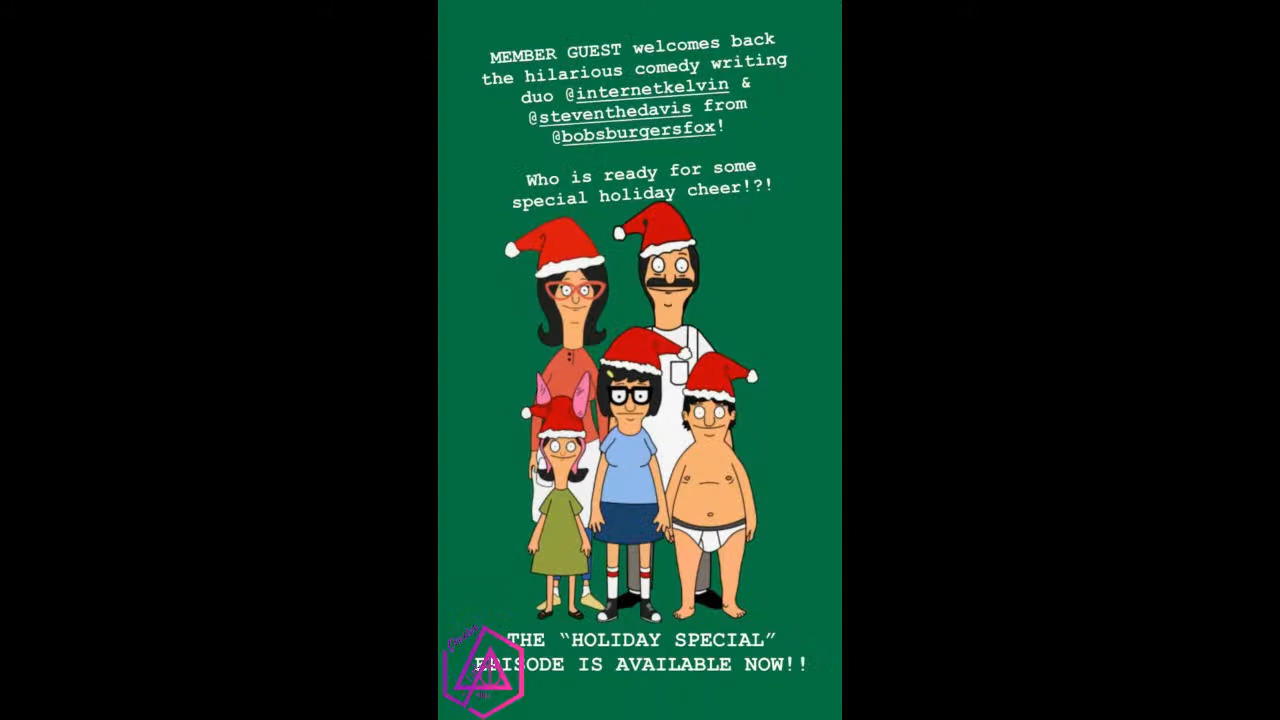 MEMBER GUEST welcomes back
the hilarious comedy writing
duo @internetkelvin &
@steventhedavis from
@bobsburgersfox!
Who is ready for some
special holiday cheer!?!
THE “HOLIDAY SPECIAL”
EPISODE IS AVAILABLE NOW!!